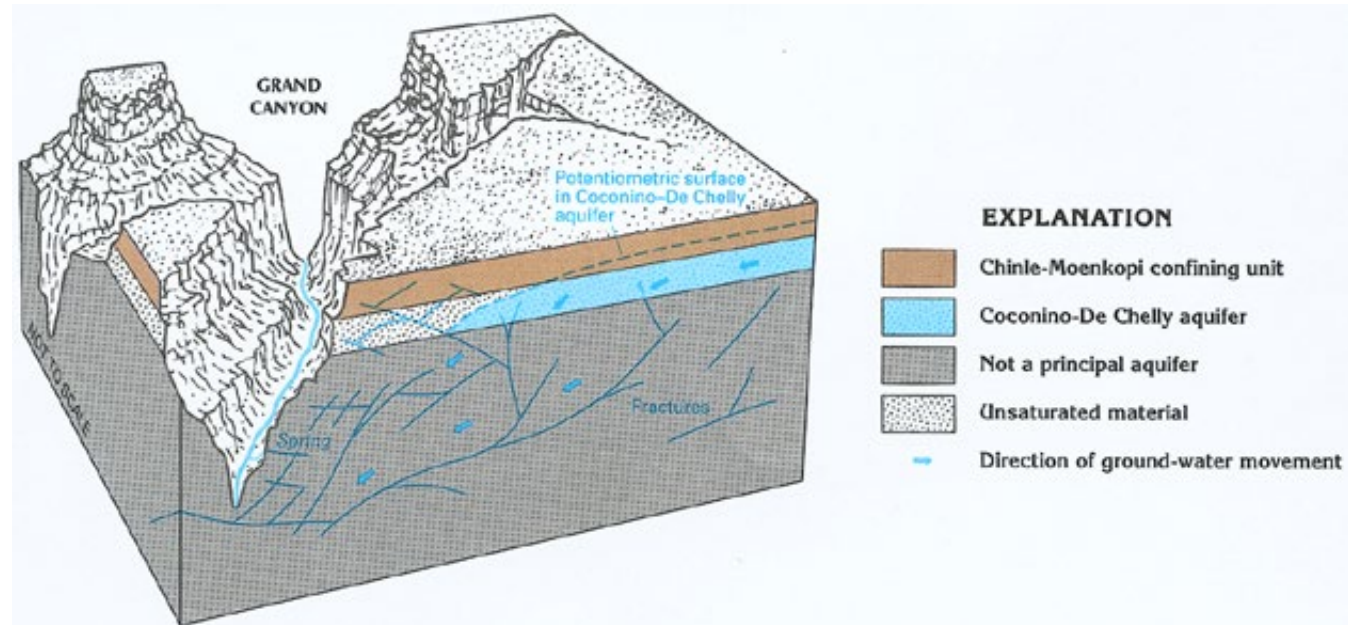 GRAND
CANYON
Potentiometric surface
in Coconino–De Chelly
aquifer
NOT TO SCALE
Spring
Fractures
EXPLANATION
Chinle-Moenkopi confining unit
Coconino-De Chelly aquifer
Not a principal aquifer
Unsaturated material
Direction of ground-water movement